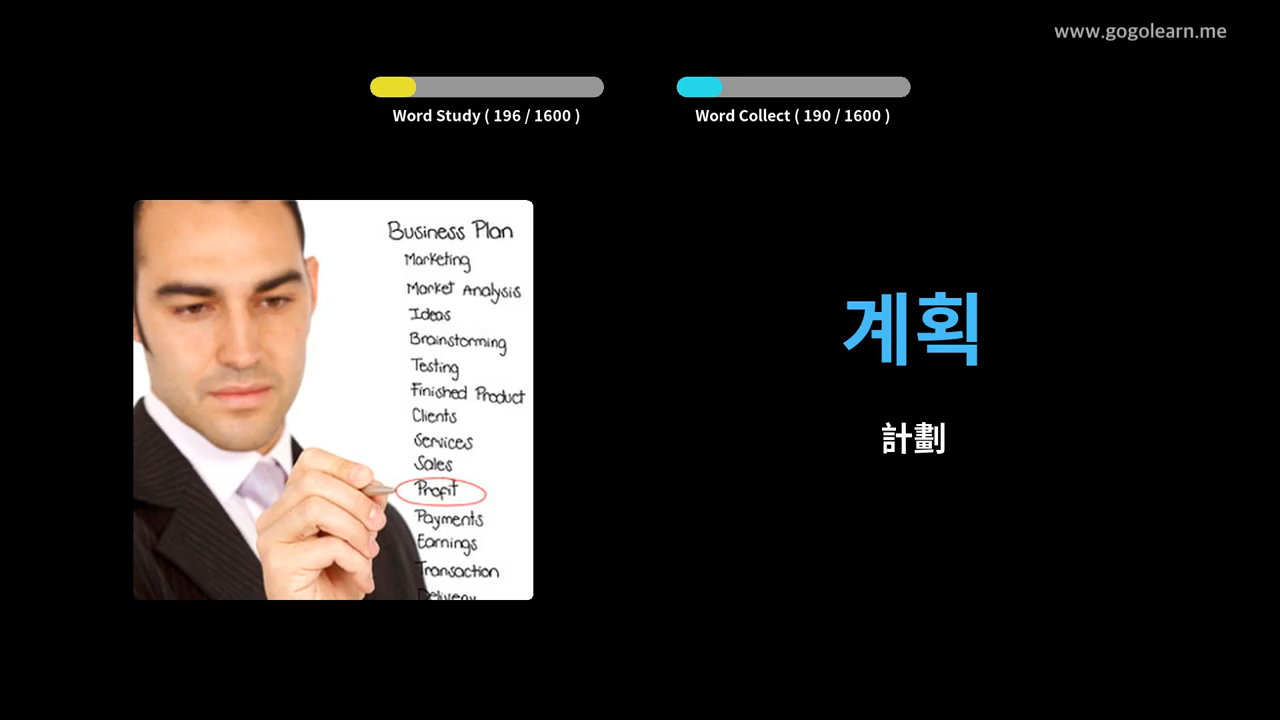 www.gogolearn.me
Word Study ( 196 / 1600 )
Word Collect ( 190 / 1600 )
Business Plan
Marketing
Market Analysis
Ideas
Brainstorming
Testing
Finished Product
Clients
Services
Sales
Profit
Payments
Earnings
Transaction
Delivery
계획
計劃